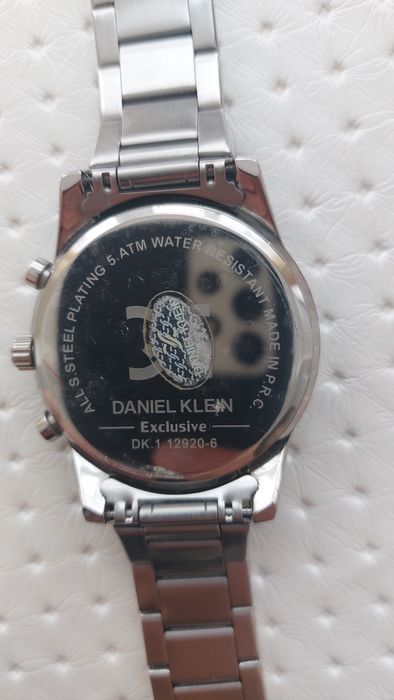 ALL S.STEEL PLATING 5.ATM WATER RESISTANT MADE IN P.R.C
DANIEL KLEIN
Exclusive
DK.1.12920-6